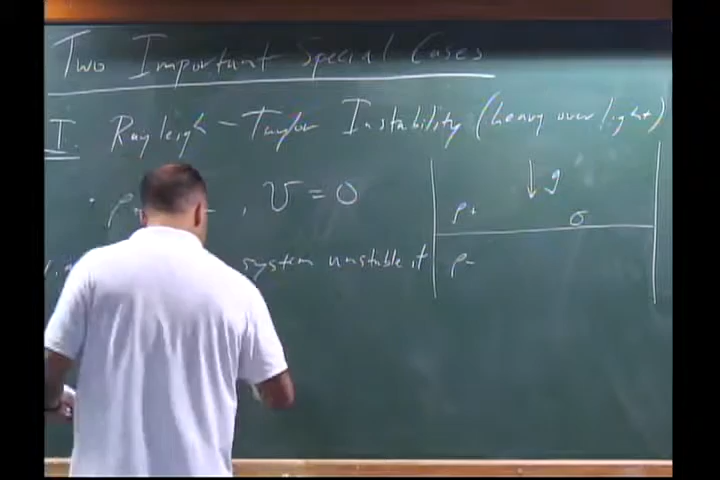 Two Important Special Cases
I. Rayleigh - Taylor Instability (heavy over light)
ρ , V = 0
system unstable if
g
ρ+ σ
ρ-